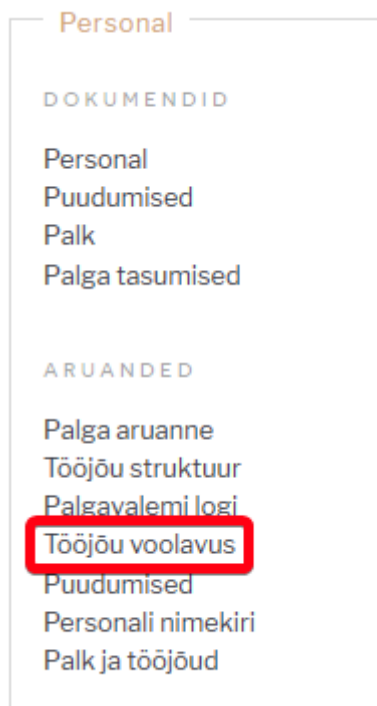 Personal
DOKUMENDID
Personal
Puudumised
Palk
Palga tasumised
ARUANDED
Palga aruanne
Tööjõu struktuur
Palgavalemi logi
Tööjõu voolavus
Puudumised
Personali nimekiri
Palk ja tööjõud